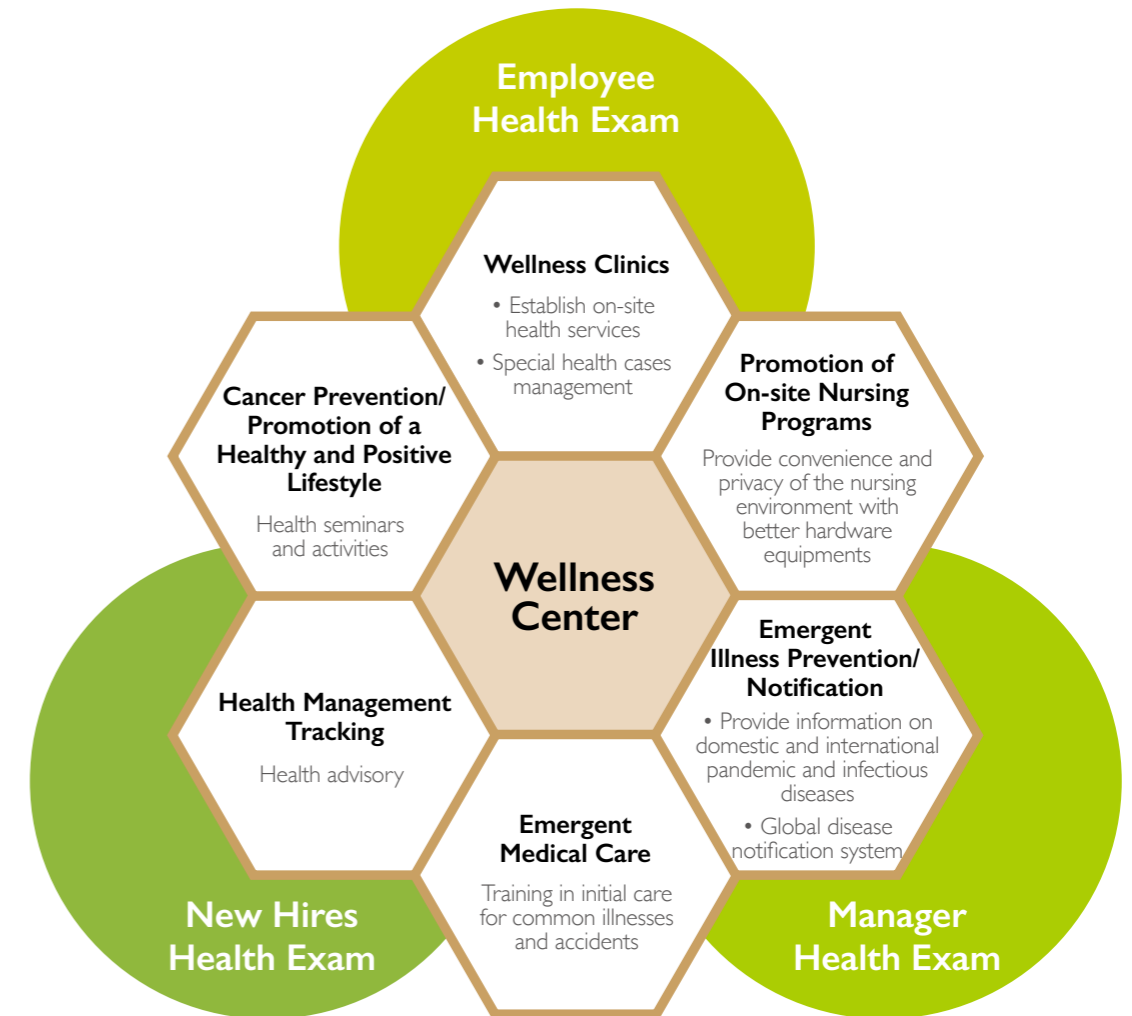 Employee
Health Exam
Wellness Clinics
• Establish on-site
health services
• Special health cases
management
Promotion of
On-site Nursing
Programs
Provide convenience and
privacy of the nursing
environment with
better hardware
equipments
Cancer Prevention/
Promotion of a
Healthy and Positive
Lifestyle
Health seminars
and activities
Wellness
Center
Emergent
Illness Prevention/
Notification
• Provide information on
domestic and international
pandemic and infectious
diseases
• Global disease
notification system
Health Management
Tracking
Health advisory
Emergent
Medical Care
Training in initial care
for common illnesses
and accidents
New Hires
Health Exam
Manager
Health Exam